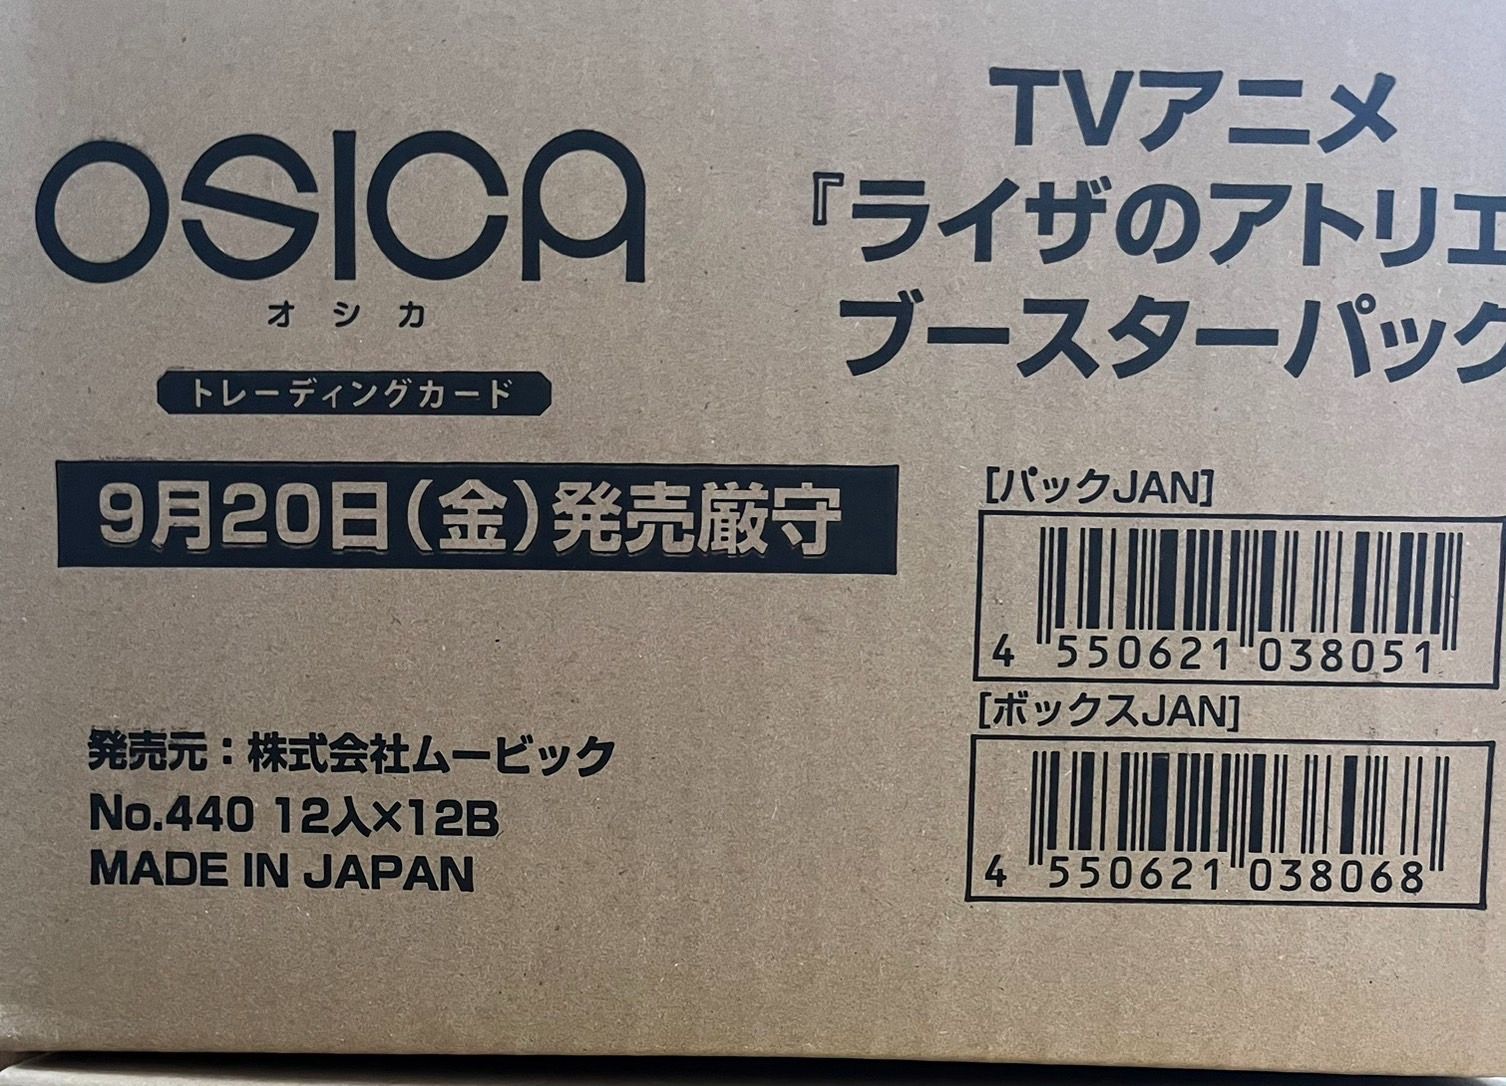 OSICA
オシカ
トレーディングカード
9月20日(金)発売厳守
発売元：株式会社ムービック
No.440 12入×12B
MADE IN JAPAN
TVアニメ
『ライザのアトリエ
ブースターパック
[パックJAN]
4 550621 038051
[ボックスJAN]
4 550621 038068